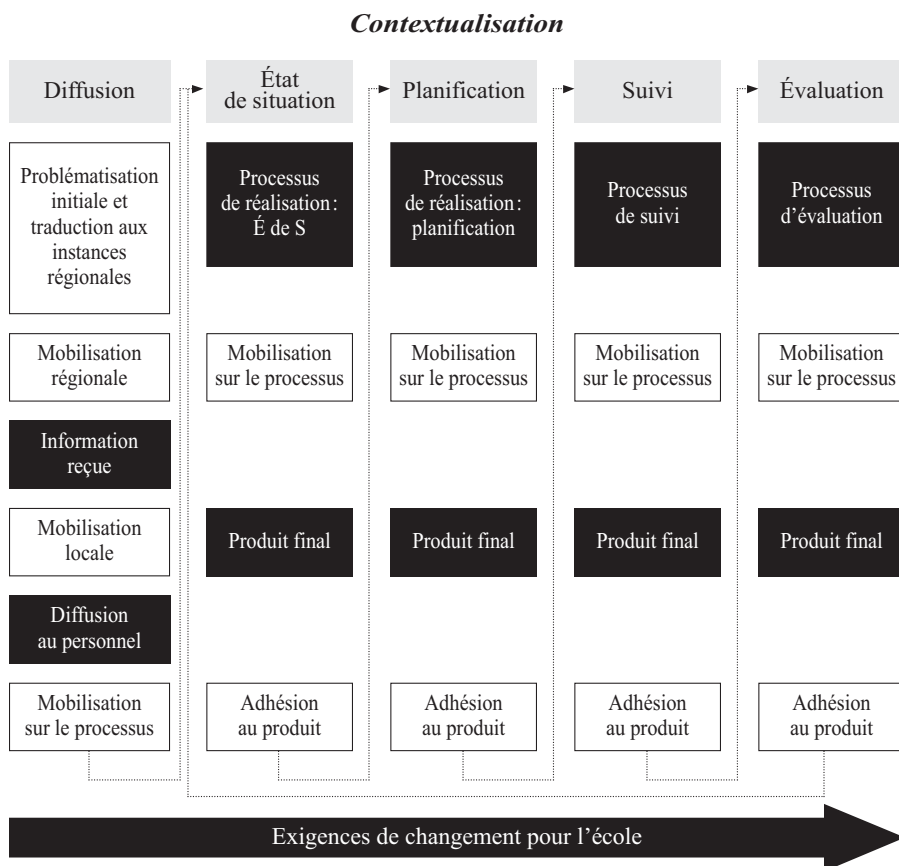 Contextualisation
Diffusion
État
de situation
Planification
Suivi
Évaluation
Problématisation
initiale et
traduction aux
instances
régionales
Processus
de réalisation :
É de S
Processus
de réalisation :
planification
Processus
de suivi
Processus
d’évaluation
Mobilisation
régionale
Mobilisation
sur le processus
Mobilisation
sur le processus
Mobilisation
sur le processus
Mobilisation
sur le processus
Information
reçue
Mobilisation
locale
Produit final
Produit final
Produit final
Produit final
Diffusion
au personnel
Mobilisation
sur le processus
Adhésion
au produit
Adhésion
au produit
Adhésion
au produit
Adhésion
au produit
Exigences de changement pour l’école